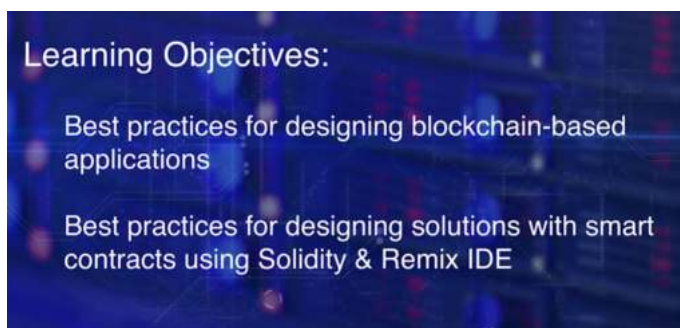 Learning Objectives:
Best practices for designing blockchain-based
applications
Best practices for designing solutions with smart
contracts using Solidity & Remix IDE